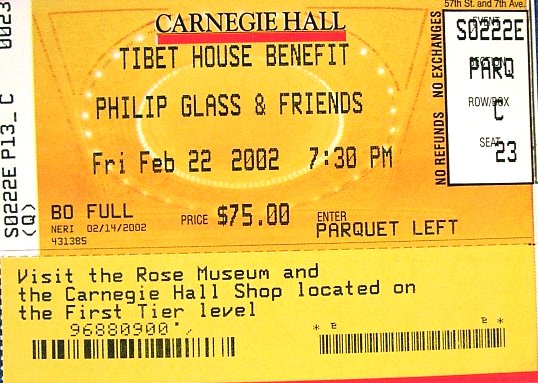 CARNEGIE HALL
TIBET HOUSE BENEFIT
PHILIP GLASS & FRIENDS
Fri Feb 22 2002 7:30 PM
BO FULL
NERI 02/14/2002
431385
PRICE $75.00
ENTER
PARQUET LEFT
NO REFUNDS NO EXCHANGES
57th St. and 7th Ave.
EVENT
S0222E
SECTION
PARQ
ROW/BOX
C
SEAT
23
S0222E P13_ C 0023
(Q)
Visit the Rose Museum and
the Carnegie Hall Shop located on
the First Tier level
96880900
* E E *